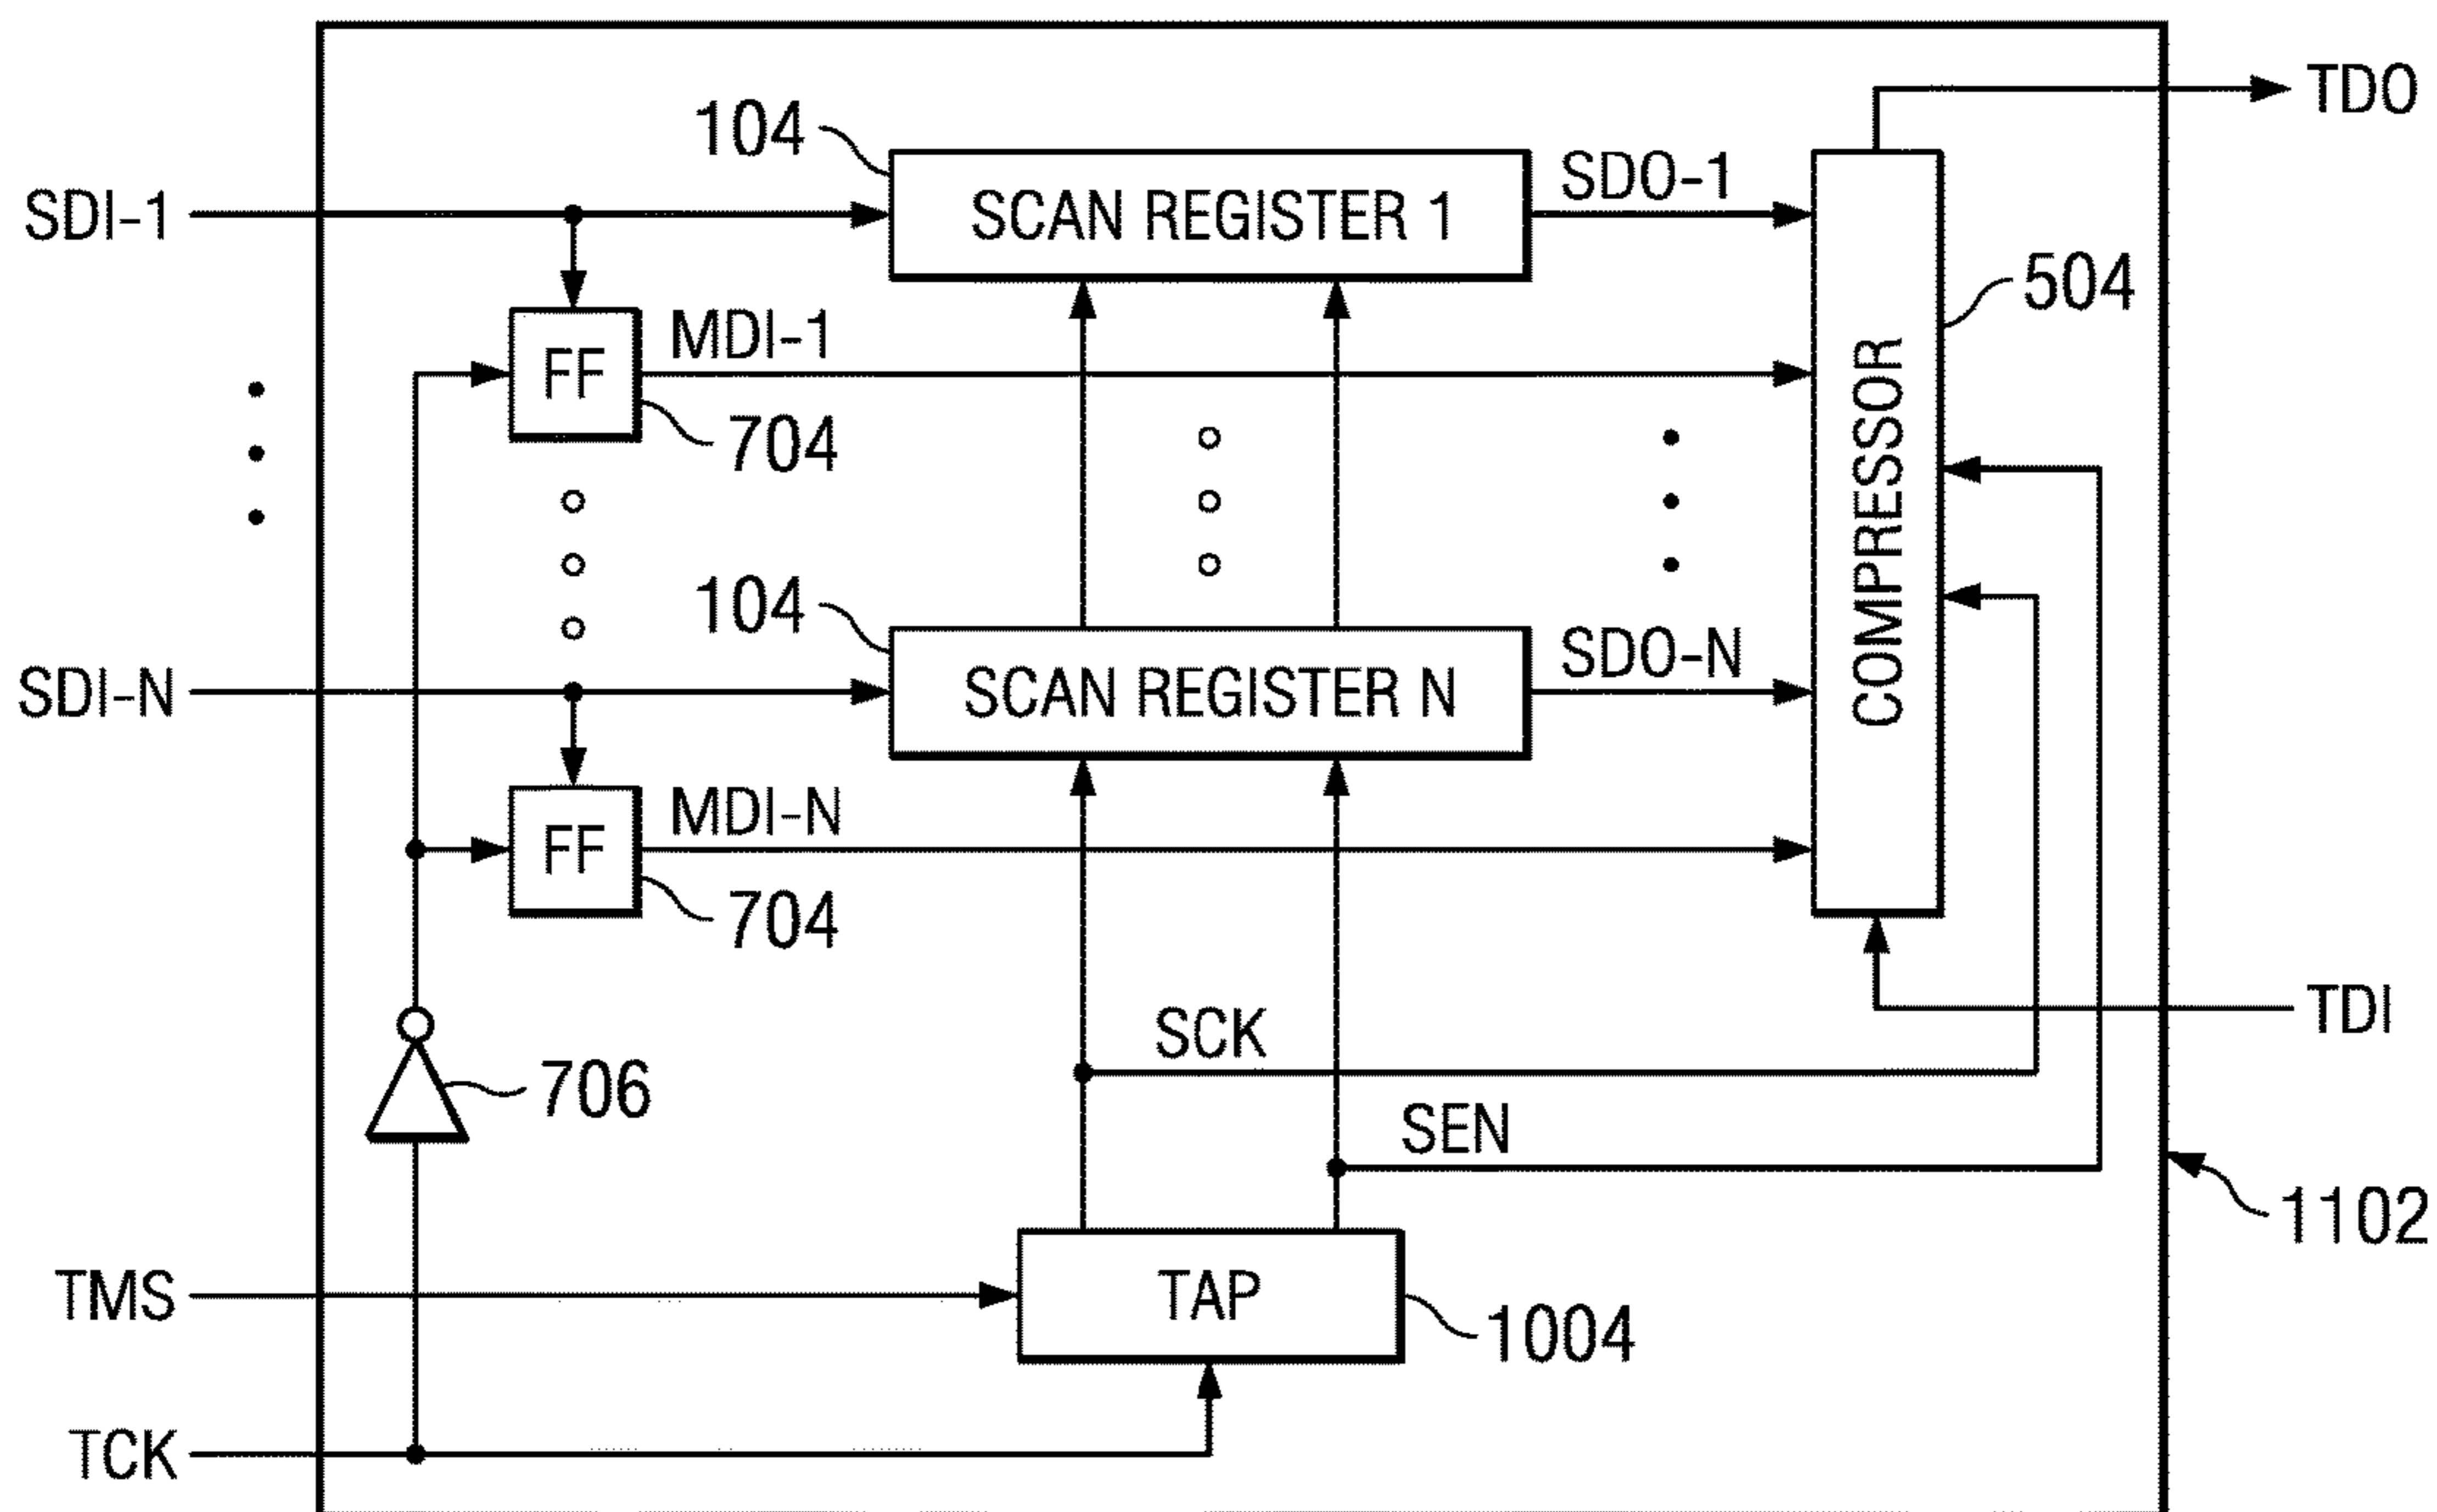 TDO
104
SDI-1
SCAN REGISTER 1
SDO-1
504
MDI-1
FF
704
COMPRESSOR
104
SDI-N
SCAN REGISTER N
SDO-N
MDI-N
FF
704
TDI
SCK
706
SEN
1102
TMS
TAP
1004
TCK